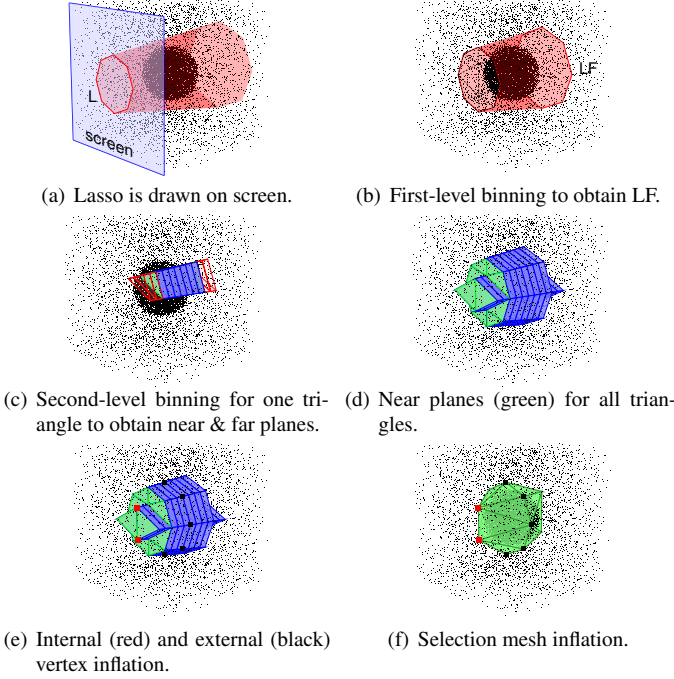 L
screen
LF
(a) Lasso is drawn on screen.
(b) First-level binning to obtain LF.
(c) Second-level binning for one tri-
angle to obtain near & far planes.
(d) Near planes (green) for all trian-
gles.
(e) Internal (red) and external (black)
vertex inflation.
(f) Selection mesh inflation.